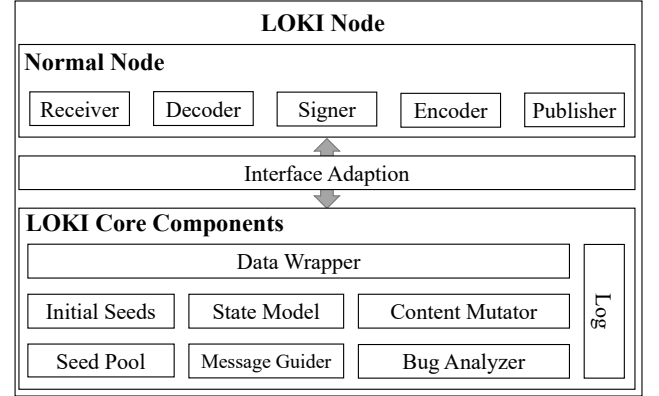 LOKI Node
Normal Node
Receiver Decoder Signer Encoder Publisher
Interface Adaption
LOKI Core Components
Data Wrapper
Initial Seeds State Model Content Mutator
Seed Pool Message Guider Bug Analyzer
Log